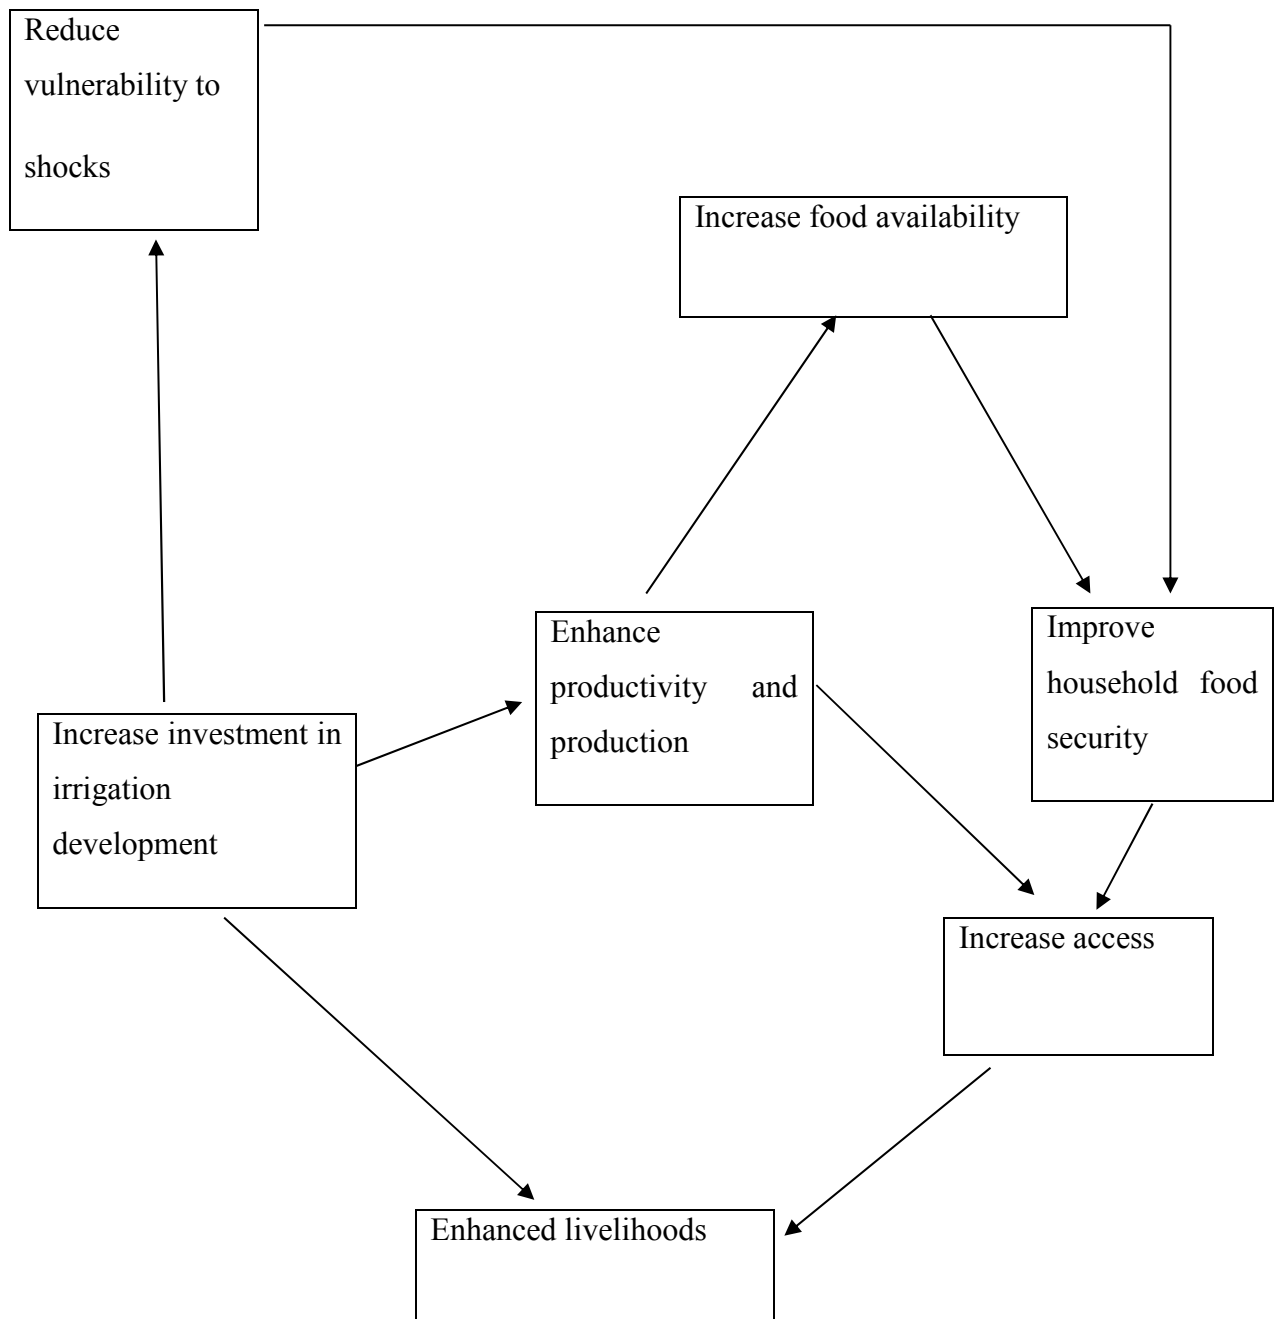 Reduce
vulnerability to
shocks
Increase food availability
Enhance
productivity and
production
Improve
household food
security
Increase investment in
irrigation
development
Increase access
Enhanced livelihoods